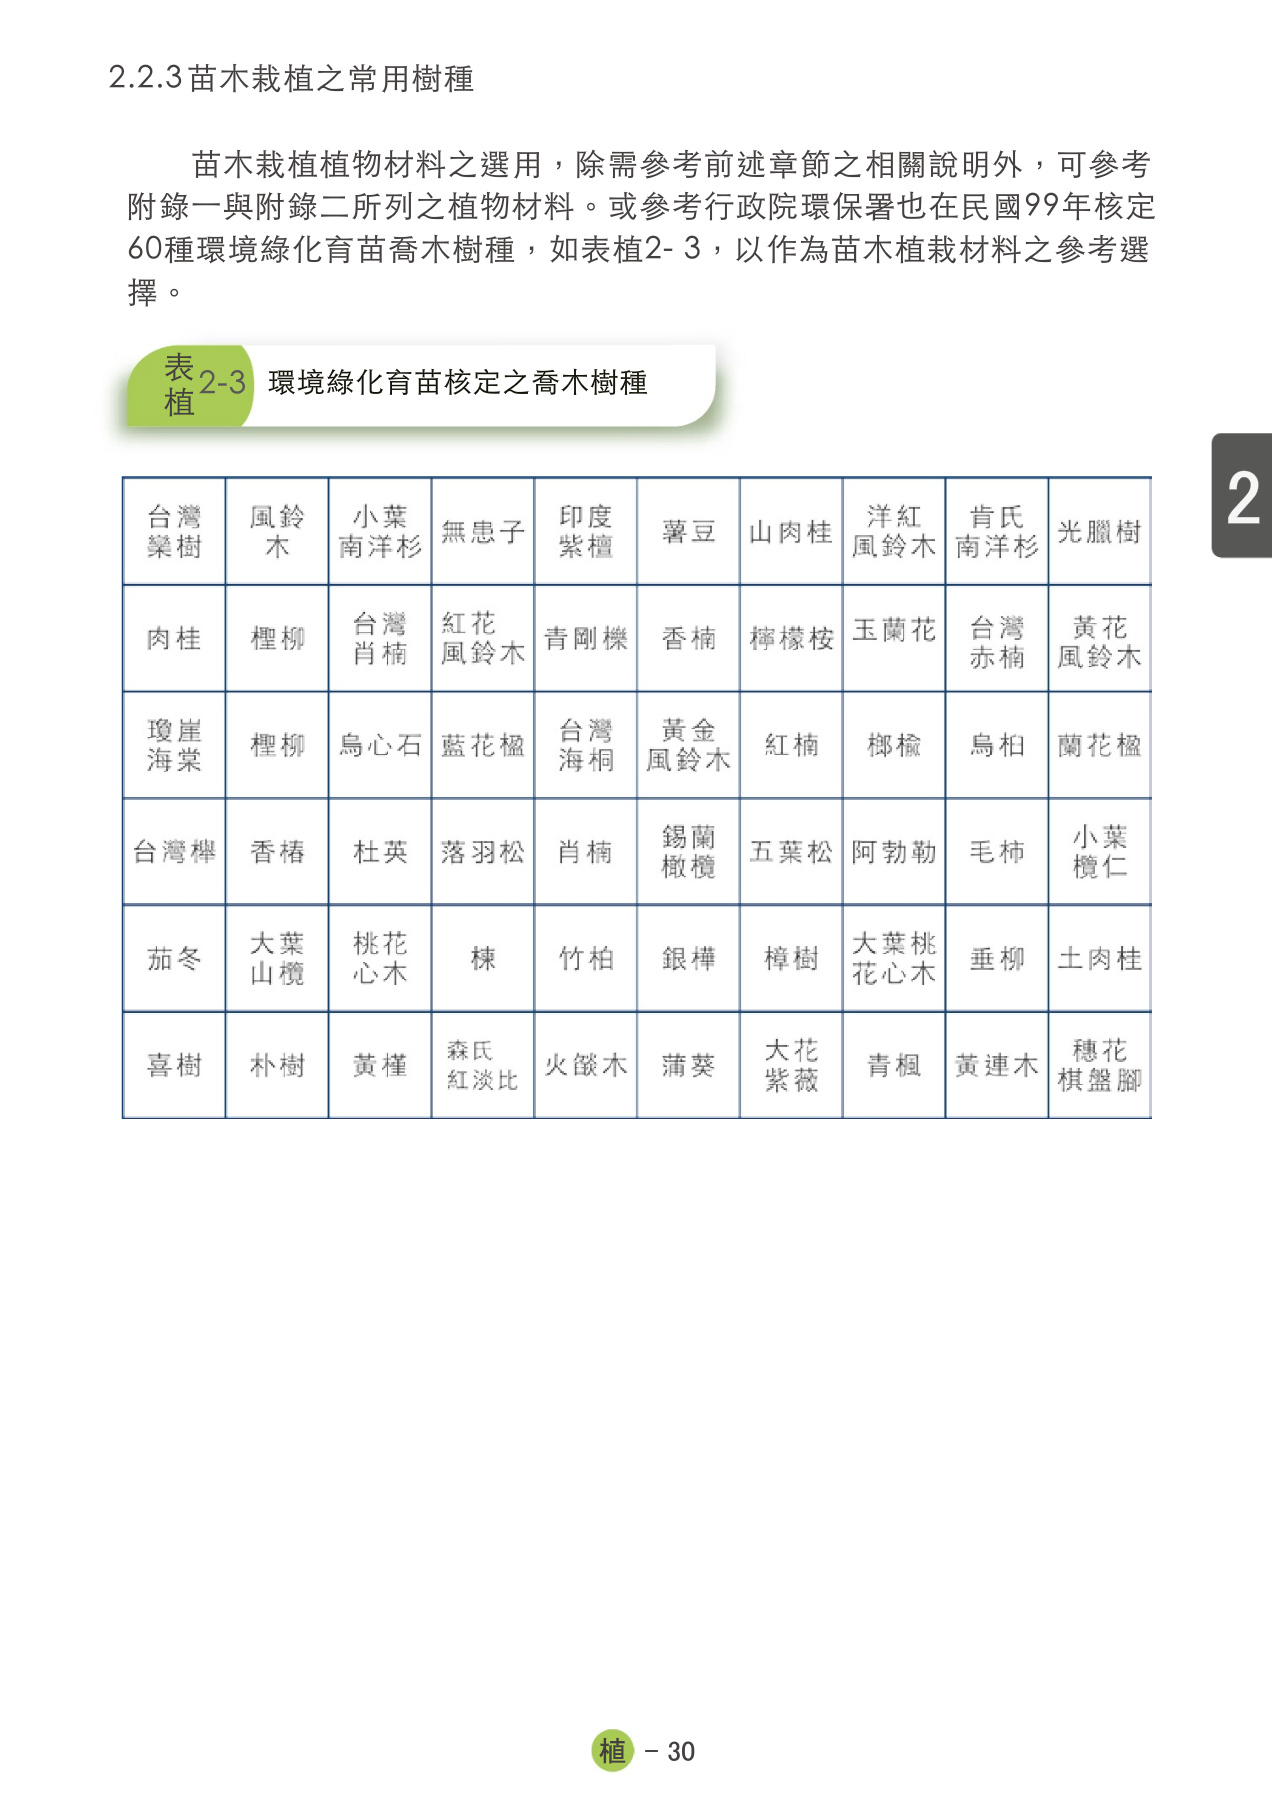 2.2.3苗木栽植之常用樹種
苗木栽植植物材料之選用，除需參考前述章節之相關說明外，可參考
附錄一與附錄二所列之植物材料。或參考行政院環保署也在民國99年核定
60種環境綠化育苗喬木樹種，如表植2- 3，以作為苗木植栽材料之參考選
擇。
表植2-3 環境綠化育苗核定之喬木樹種
2
台灣欒樹 風鈴木 小葉南洋杉 無患子 印度紫檀 薯豆 山肉桂 洋紅風鈴木 肯氏南洋杉 光臘樹
肉桂 檉柳 台灣肖楠 紅花風鈴木 青剛櫟 香楠 檸檬桉 玉蘭花 台灣赤楠 黃花風鈴木
瓊崖海棠 檉柳 烏心石 藍花楹 台灣海桐 黃金風鈴木 紅楠 榔榆 烏桕 蘭花楹
台灣櫸 香椿 杜英 落羽松 肖楠 錫蘭橄欖 五葉松 阿勃勒 毛柿 小葉欖仁
茄冬 大葉山欖 桃花心木 楝 竹柏 銀樺 樟樹 大葉桃花心木 垂柳 土肉桂
喜樹 朴樹 黃槿 森氏紅淡比 火燄木 蒲葵 大花紫薇 青楓 黃連木 穗花棋盤腳
植 – 30